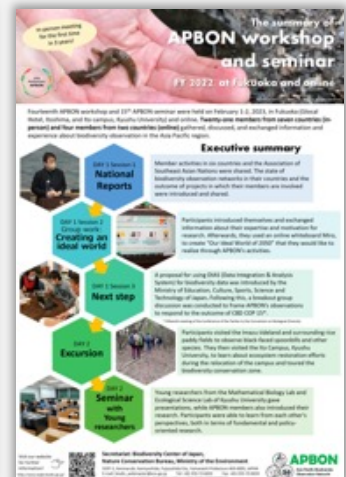 In-person meeting
for the first time
in 3 years!
The summary of
APBON workshop
and seminar
FY 2022, at Fukuoka and online
Fourteenth APBON workshop and 15th APBON seminar were held on February 1-2, 2023, in Fukuoka (Global
Hotel, Itoshima, and Ito campus, Kyushu University) and online. Twenty-one members from seven countries (in-
person) and four members from two countries (online) gathered, discussed, and exchanged information and
experience about biodiversity observation in the Asia Pacific region.
Executive summary
DAY 1 Session 1
National
Reports
Member activities in six countries and the Association of
Southeast Asian Nations were shared. The state of
biodiversity observation networks in their countries and the
outcome of projects in which their members are involved
were introduced and shared.
DAY 1 Session 2
Group work:
Creating an
ideal world
Participants introduced themselves and exchanged
information about their expertise and motivation for
research. Afterwards, they used an online whiteboard Miro,
to create "Our Ideal World of 2030" that they would like to
realize through APBON's activities.
DAY 1 Session 3
Next step
A proposal for using DIAS (Data Integration & Analysis
System) for biodiversity data was introduced by the
Ministry of Education, Culture, Sports, Science and
Technology of Japan. Following this, a breakout group
discussion was conducted to frame APBON's observations
to respond to the outcome of CBD COP 15*.
DAY 2
Excursion
Participants visited the Imazu tideland and surrounding rice
paddy fields to observe black-faced spoonbills and other
species. They then visited the Ito Campus, Kyushu
University, to learn about ecosystem restoration efforts
during the relocation of the campus and toured the
biodiversity conservation zone.
DAY 2
Seminar
with
Young
researchers
Young researchers from the Mathematical Biology Lab and
Ecological Science Lab of Kyushu University gave
presentations, while APBON members also introduced their
research. Participants were able to learn from each other's
perspectives, both in terms of fundamental and policy-
oriented research.
Visit our
website
for further
information!
Secretariat: Biodiversity Center of Japan,
Nature Conservation Bureau, Ministry of the Environment
APBON